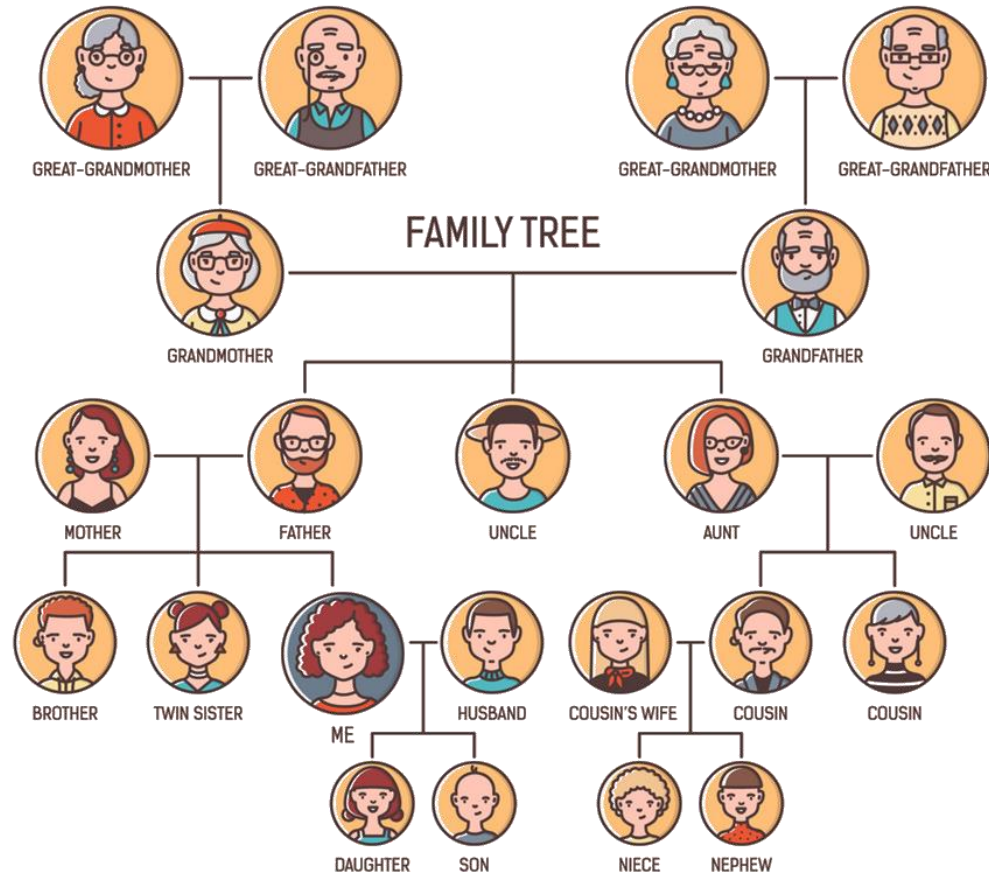 GREAT-GRANDMOTHER
GREAT-GRANDFATHER
GREAT-GRANDMOTHER
GREAT-GRANDFATHER
FAMILY TREE
GRANDMOTHER
GRANDFATHER
MOTHER
FATHER
UNCLE
AUNT
UNCLE
BROTHER
TWIN SISTER
ME
HUSBAND
COUSIN'S WIFE
COUSIN
COUSIN
DAUGHTER
SON
NIECE
NEPHEW